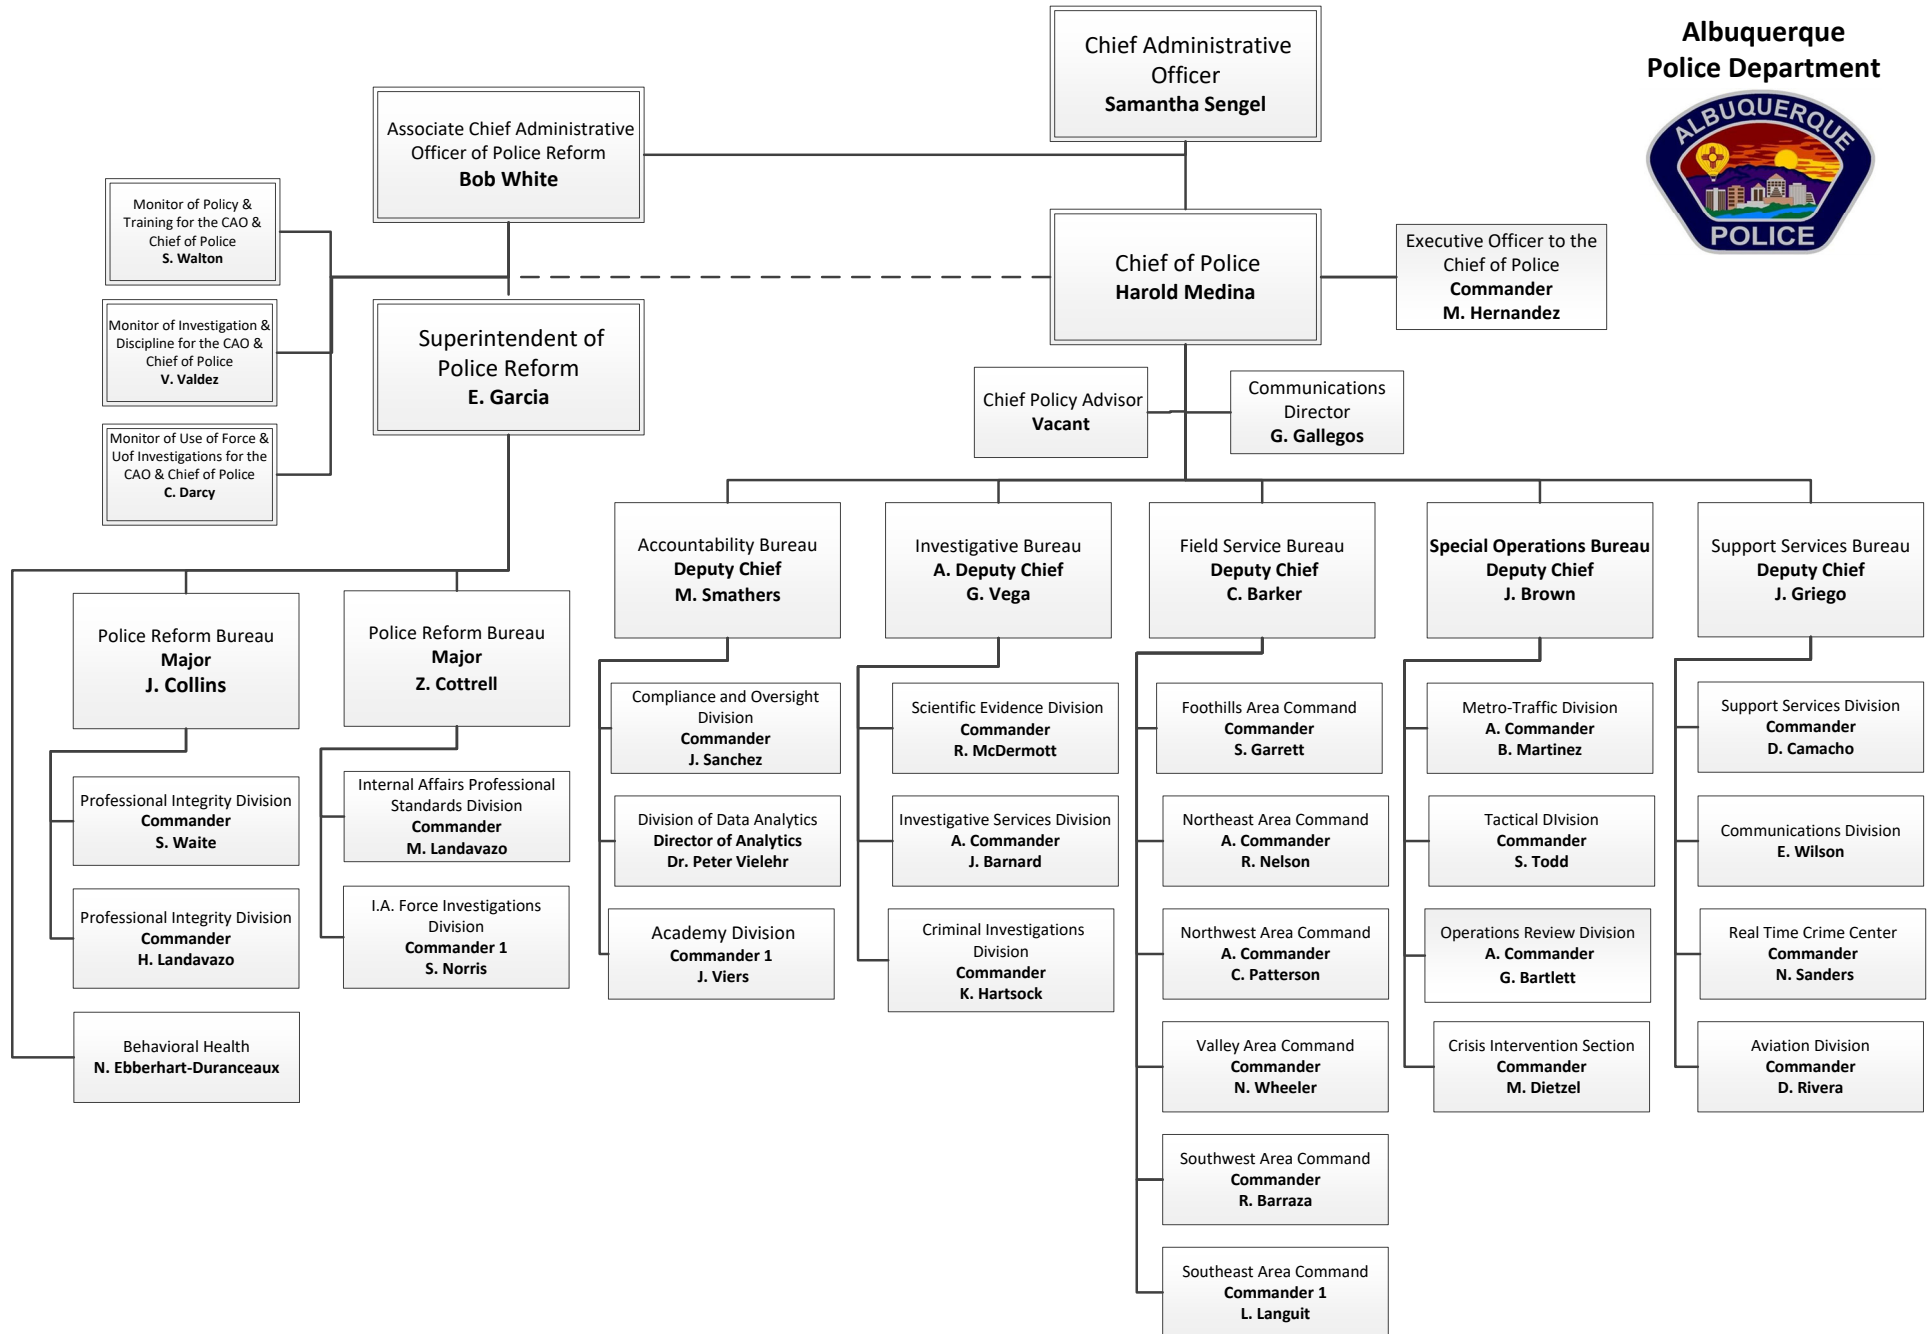 Albuquerque
Police Department
ALBUQUERQUE
POLICE
Chief Administrative
Officer
Samantha Sengel
Associate Chief Administrative
Officer of Police Reform
Bob White
Monitor of Policy &
Training for the CAO &
Chief of Police
S. Walton
Monitor of Investigation &
Discipline for the CAO &
Chief of Police
V. Valdez
Monitor of Use of Force &
Uof Investigations for the
CAO & Chief of Police
C. Darcy
Superintendent of
Police Reform
E. Garcia
Chief of Police
Harold Medina
Executive Officer to the
Chief of Police
Commander
M. Hernandez
Chief Policy Advisor
Vacant
Communications
Director
G. Gallegos
Police Reform Bureau
Major
J. Collins
Professional Integrity Division
Commander
S. Waite
Professional Integrity Division
Commander
H. Landavazo
Behavioral Health
N. Ebberhart-Duranceaux
Police Reform Bureau
Major
Z. Cottrell
Internal Affairs Professional
Standards Division
Commander
M. Landavazo
I.A. Force Investigations
Division
Commander 1
S. Norris
Accountability Bureau
Deputy Chief
M. Smathers
Compliance and Oversight
Division
Commander
J. Sanchez
Division of Data Analytics
Director of Analytics
Dr. Peter Vielehr
Academy Division
Commander 1
J. Viers
Investigative Bureau
A. Deputy Chief
G. Vega
Scientific Evidence Division
Commander
R. McDermott
Investigative Services Division
A. Commander
J. Barnard
Criminal Investigations
Division
Commander
K. Hartsock
Field Service Bureau
Deputy Chief
C. Barker
Foothills Area Command
Commander
S. Garrett
Northeast Area Command
A. Commander
R. Nelson
Northwest Area Command
A. Commander
C. Patterson
Valley Area Command
Commander
N. Wheeler
Southwest Area Command
Commander
R. Barraza
Southeast Area Command
Commander 1
L. Languit
Special Operations Bureau
Deputy Chief
J. Brown
Metro-Traffic Division
A. Commander
B. Martinez
Tactical DIvision
Commander
S. Todd
Operations Review Division
A. Commander
G. Bartlett
Crisis Intervention Section
Commander
M. Dietzel
Support Services Bureau
Deputy Chief
J. Griego
Support Services Division
Commander
D. Camacho
Communications Division
E. Wilson
Real Time Crime Center
Commander
N. Sanders
Aviation Division
Commander
D. Rivera